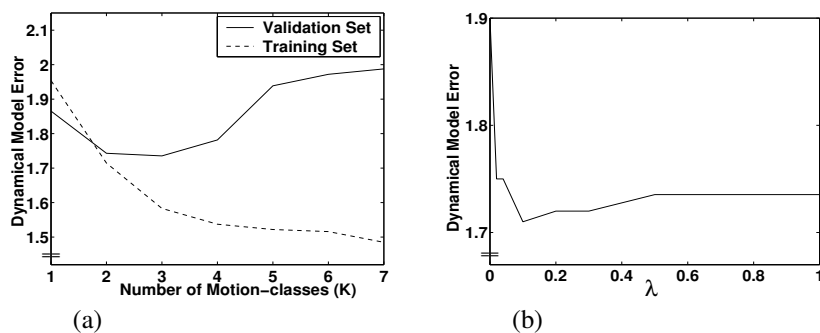 2.1
2
1.9
1.8
1.7
1.6
1.5
Dynamical Model Error
Validation Set
Training Set
1 2 3 4 5 6 7
Number of Motion-classes (K)
(a)
1.9
1.8
1.7
Dynamical Model Error
0 0.2 0.4 0.6 0.8 1
λ
(b)